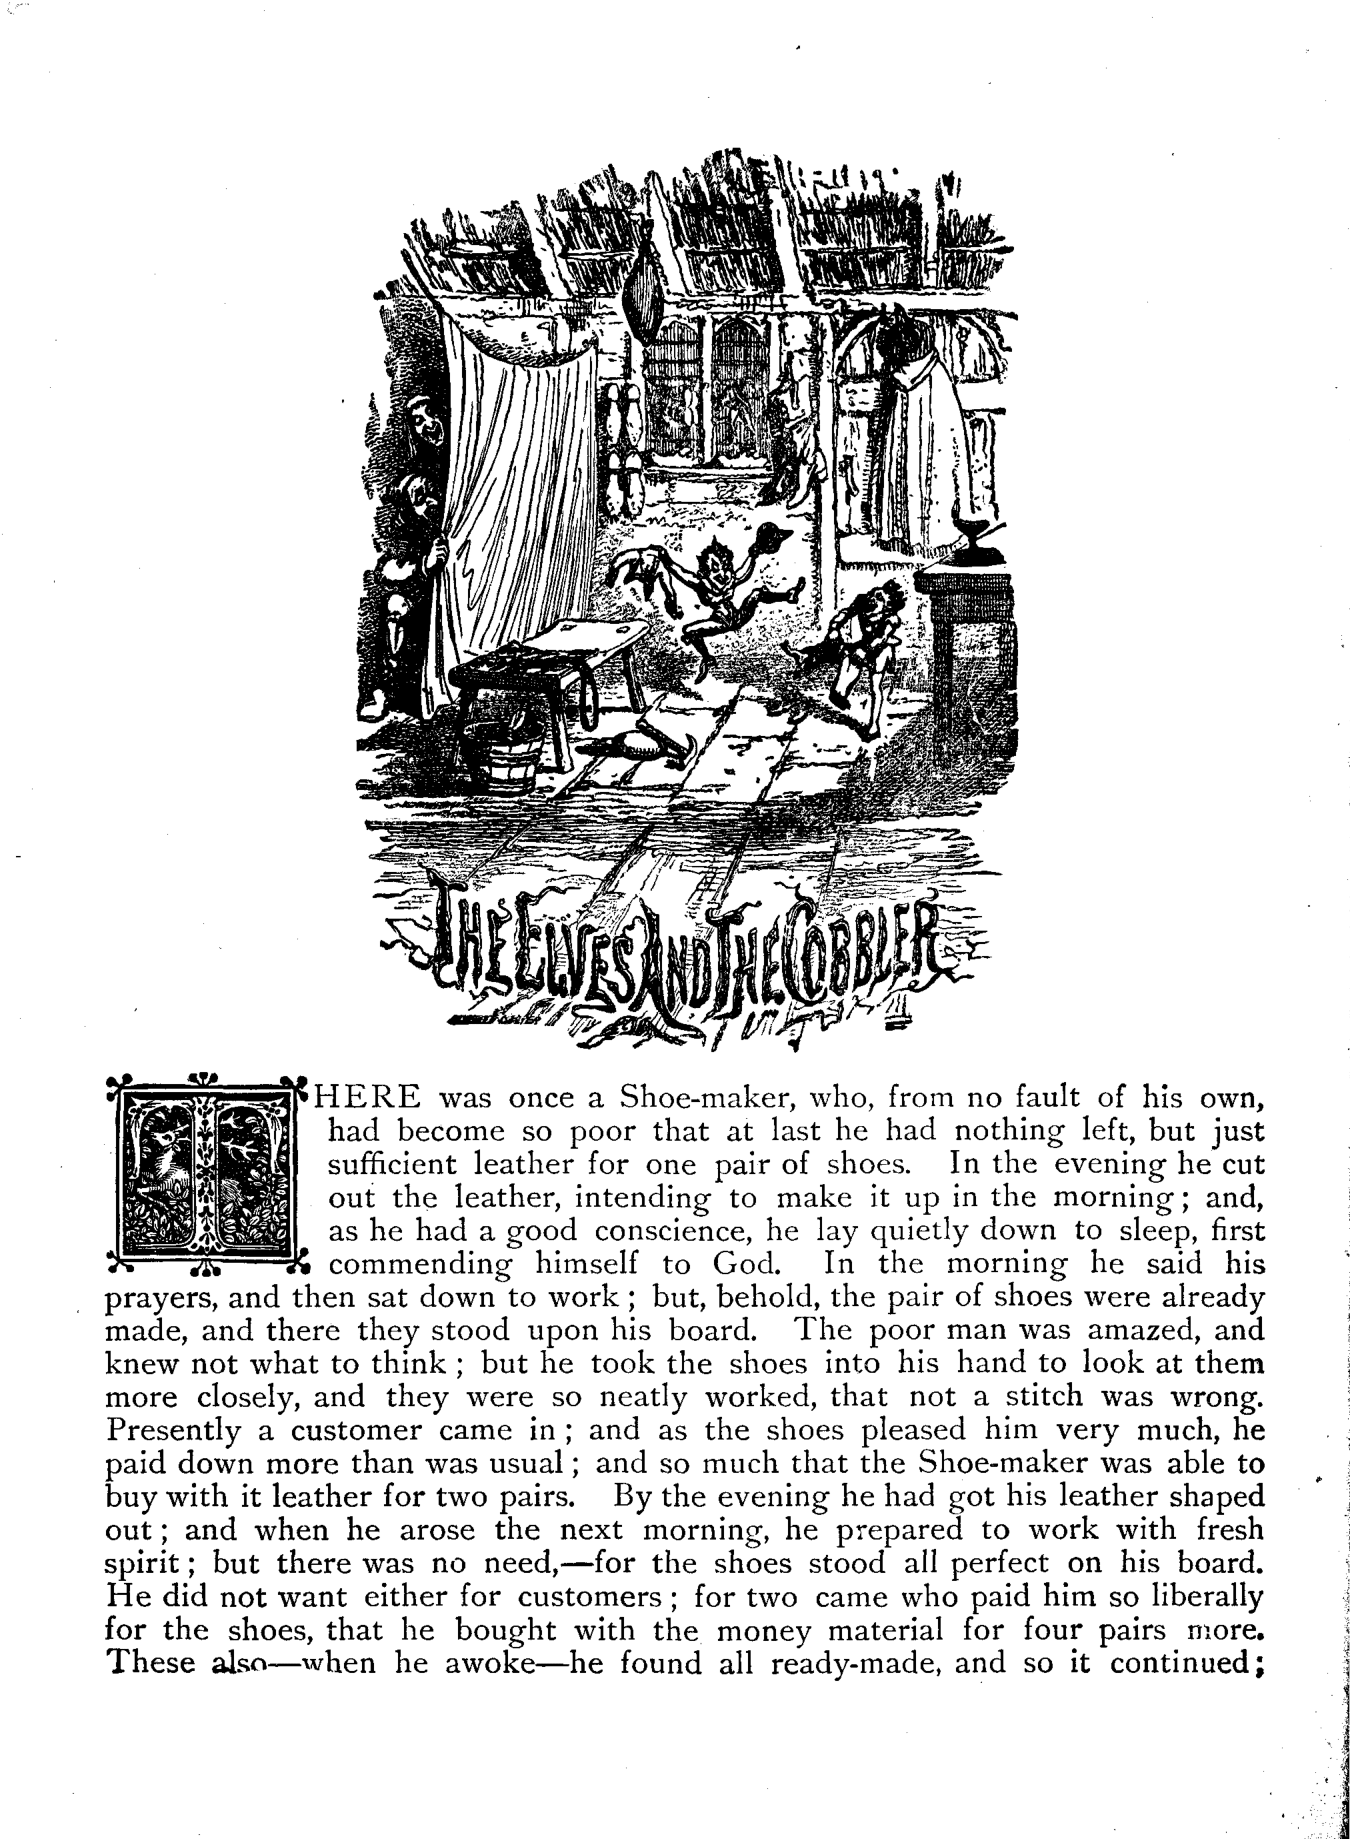 THE ELVES AND THE COBBLER
THERE was once a Shoe-maker, who, from no fault of his own,
had become so poor that at last he had nothing left, but just
sufficient leather for one pair of shoes. In the evening he cut
out the leather, intending to make it up in the morning; and,
as he had a good conscience, he lay quietly down to sleep, first
commending himself to God. In the morning he said his
prayers, and then sat down to work; but, behold, the pair of shoes were already
made, and there they stood upon his board. The poor man was amazed, and
knew not what to think; but he took the shoes into his hand to look at them
more closely, and they were so neatly worked, that not a stitch was wrong.
Presently a customer came in; and as the shoes pleased him very much, he
paid down more than was usual; and so much that the Shoe-maker was able to
buy with it leather for two pairs. By the evening he had got his leather shaped
out; and when he arose the next morning, he prepared to work with fresh
spirit; but there was no need,—for the shoes stood all perfect on his board.
He did not want either for customers; for two came who paid him so liberally
for the shoes, that he bought with the money material for four pairs more.
These also—when he awoke—he found all ready-made, and so it continued;